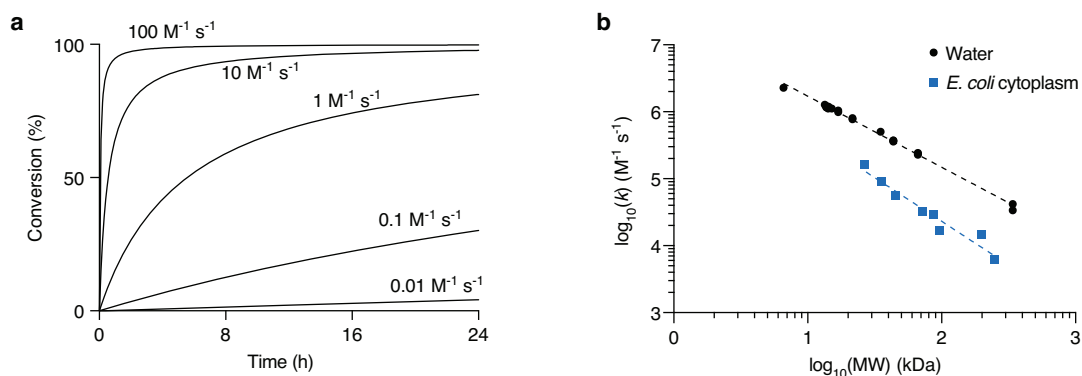 a
100 M⁻¹ s⁻¹
10 M⁻¹ s⁻¹
1 M⁻¹ s⁻¹
0.1 M⁻¹ s⁻¹
0.01 M⁻¹ s⁻¹
100
50
0
Conversion (%)
0 8 16 24
Time (h)
b
Water
E. coli cytoplasm
7
6
5
4
3
log₁₀(k) (M⁻¹ s⁻¹)
0 1 2 3
log₁₀(MW) (kDa)